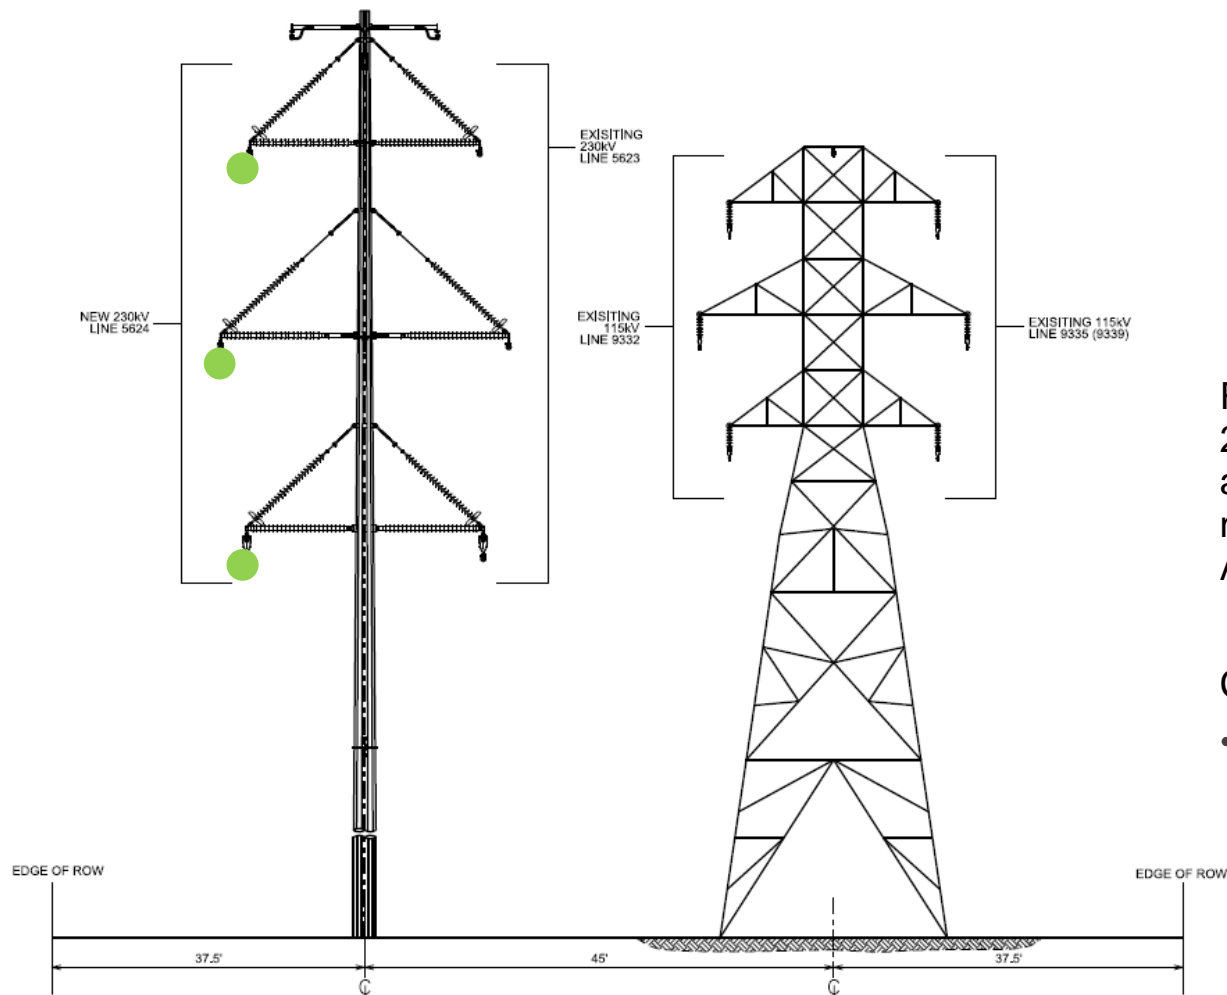 EXISITING
230kV
LINE 5623
NEW 230kV
LINE 5624
EXISITING
115kV
LINE 9332
EXISITING 115kV
LINE 9335 (9339)
EDGE OF ROW
EDGE OF ROW
37.5'
45'
37.5'
℄
℄